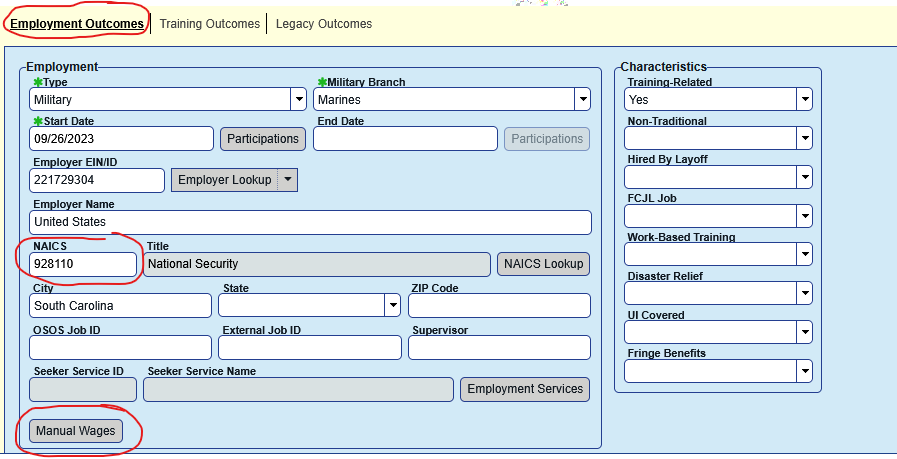 Employment Outcomes Training Outcomes Legacy Outcomes
Employment
Type Military Branch
Military Marines
Start Date End Date
09/26/2023 Participations Participations
Employer EIN/ID
221729304 Employer Lookup
Employer Name
United States
NAICS Title
928110 National Security NAICS Lookup
City State ZIP Code
South Carolina
OSOS Job ID External Job ID Supervisor
Seeker Service ID Seeker Service Name
Employment Services
Manual Wages
Characteristics
Training-Related
Yes
Non-Traditional
Hired By Layoff
FCJL Job
Work-Based Training
Disaster Relief
UI Covered
Fringe Benefits